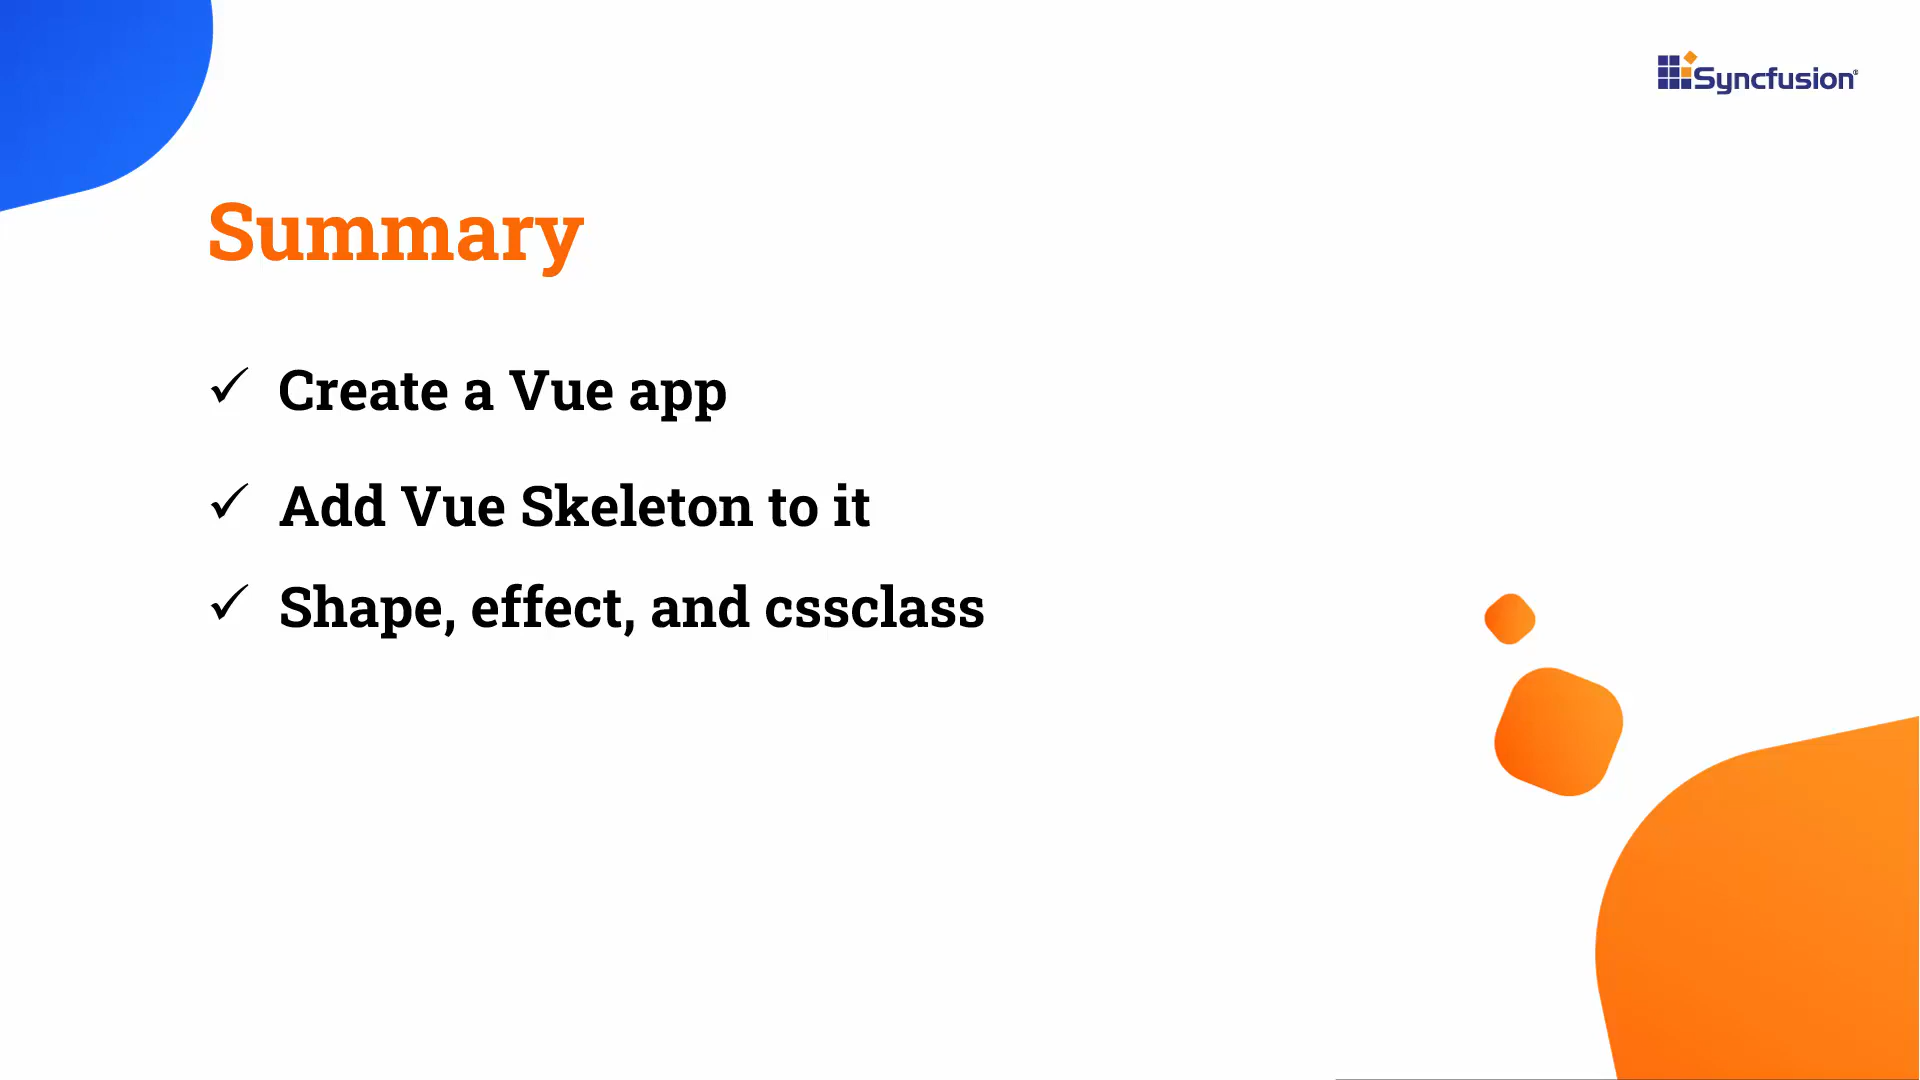 Syncfusion®
Summary
✓ Create a Vue app
✓ Add Vue Skeleton to it
✓ Shape, effect, and cssclass